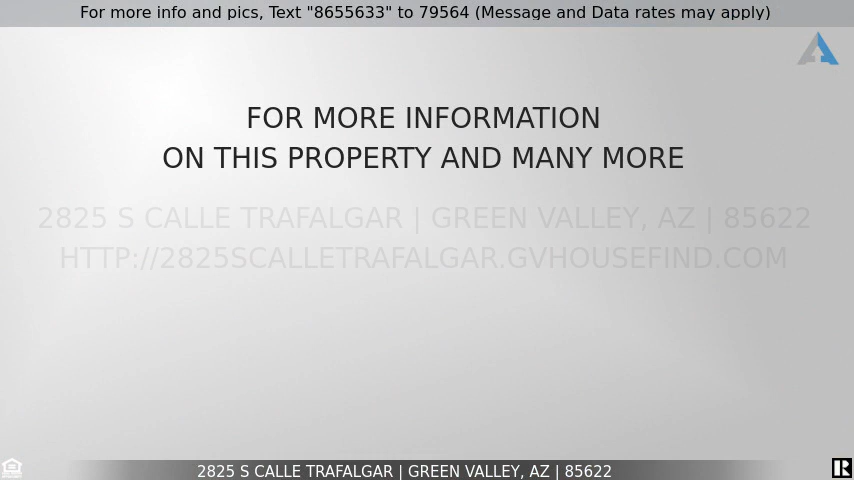 For more info and pics, Text "8655633" to 79564 (Message and Data rates may apply)
FOR MORE INFORMATION
ON THIS PROPERTY AND MANY MORE
2825 S CALLE TRAFALGAR | GREEN VALLEY, AZ | 85622
HTTP://2825SCALLETRAFALGAR.GVHOUSEFIND.COM
2825 S CALLE TRAFALGAR | GREEN VALLEY, AZ | 85622